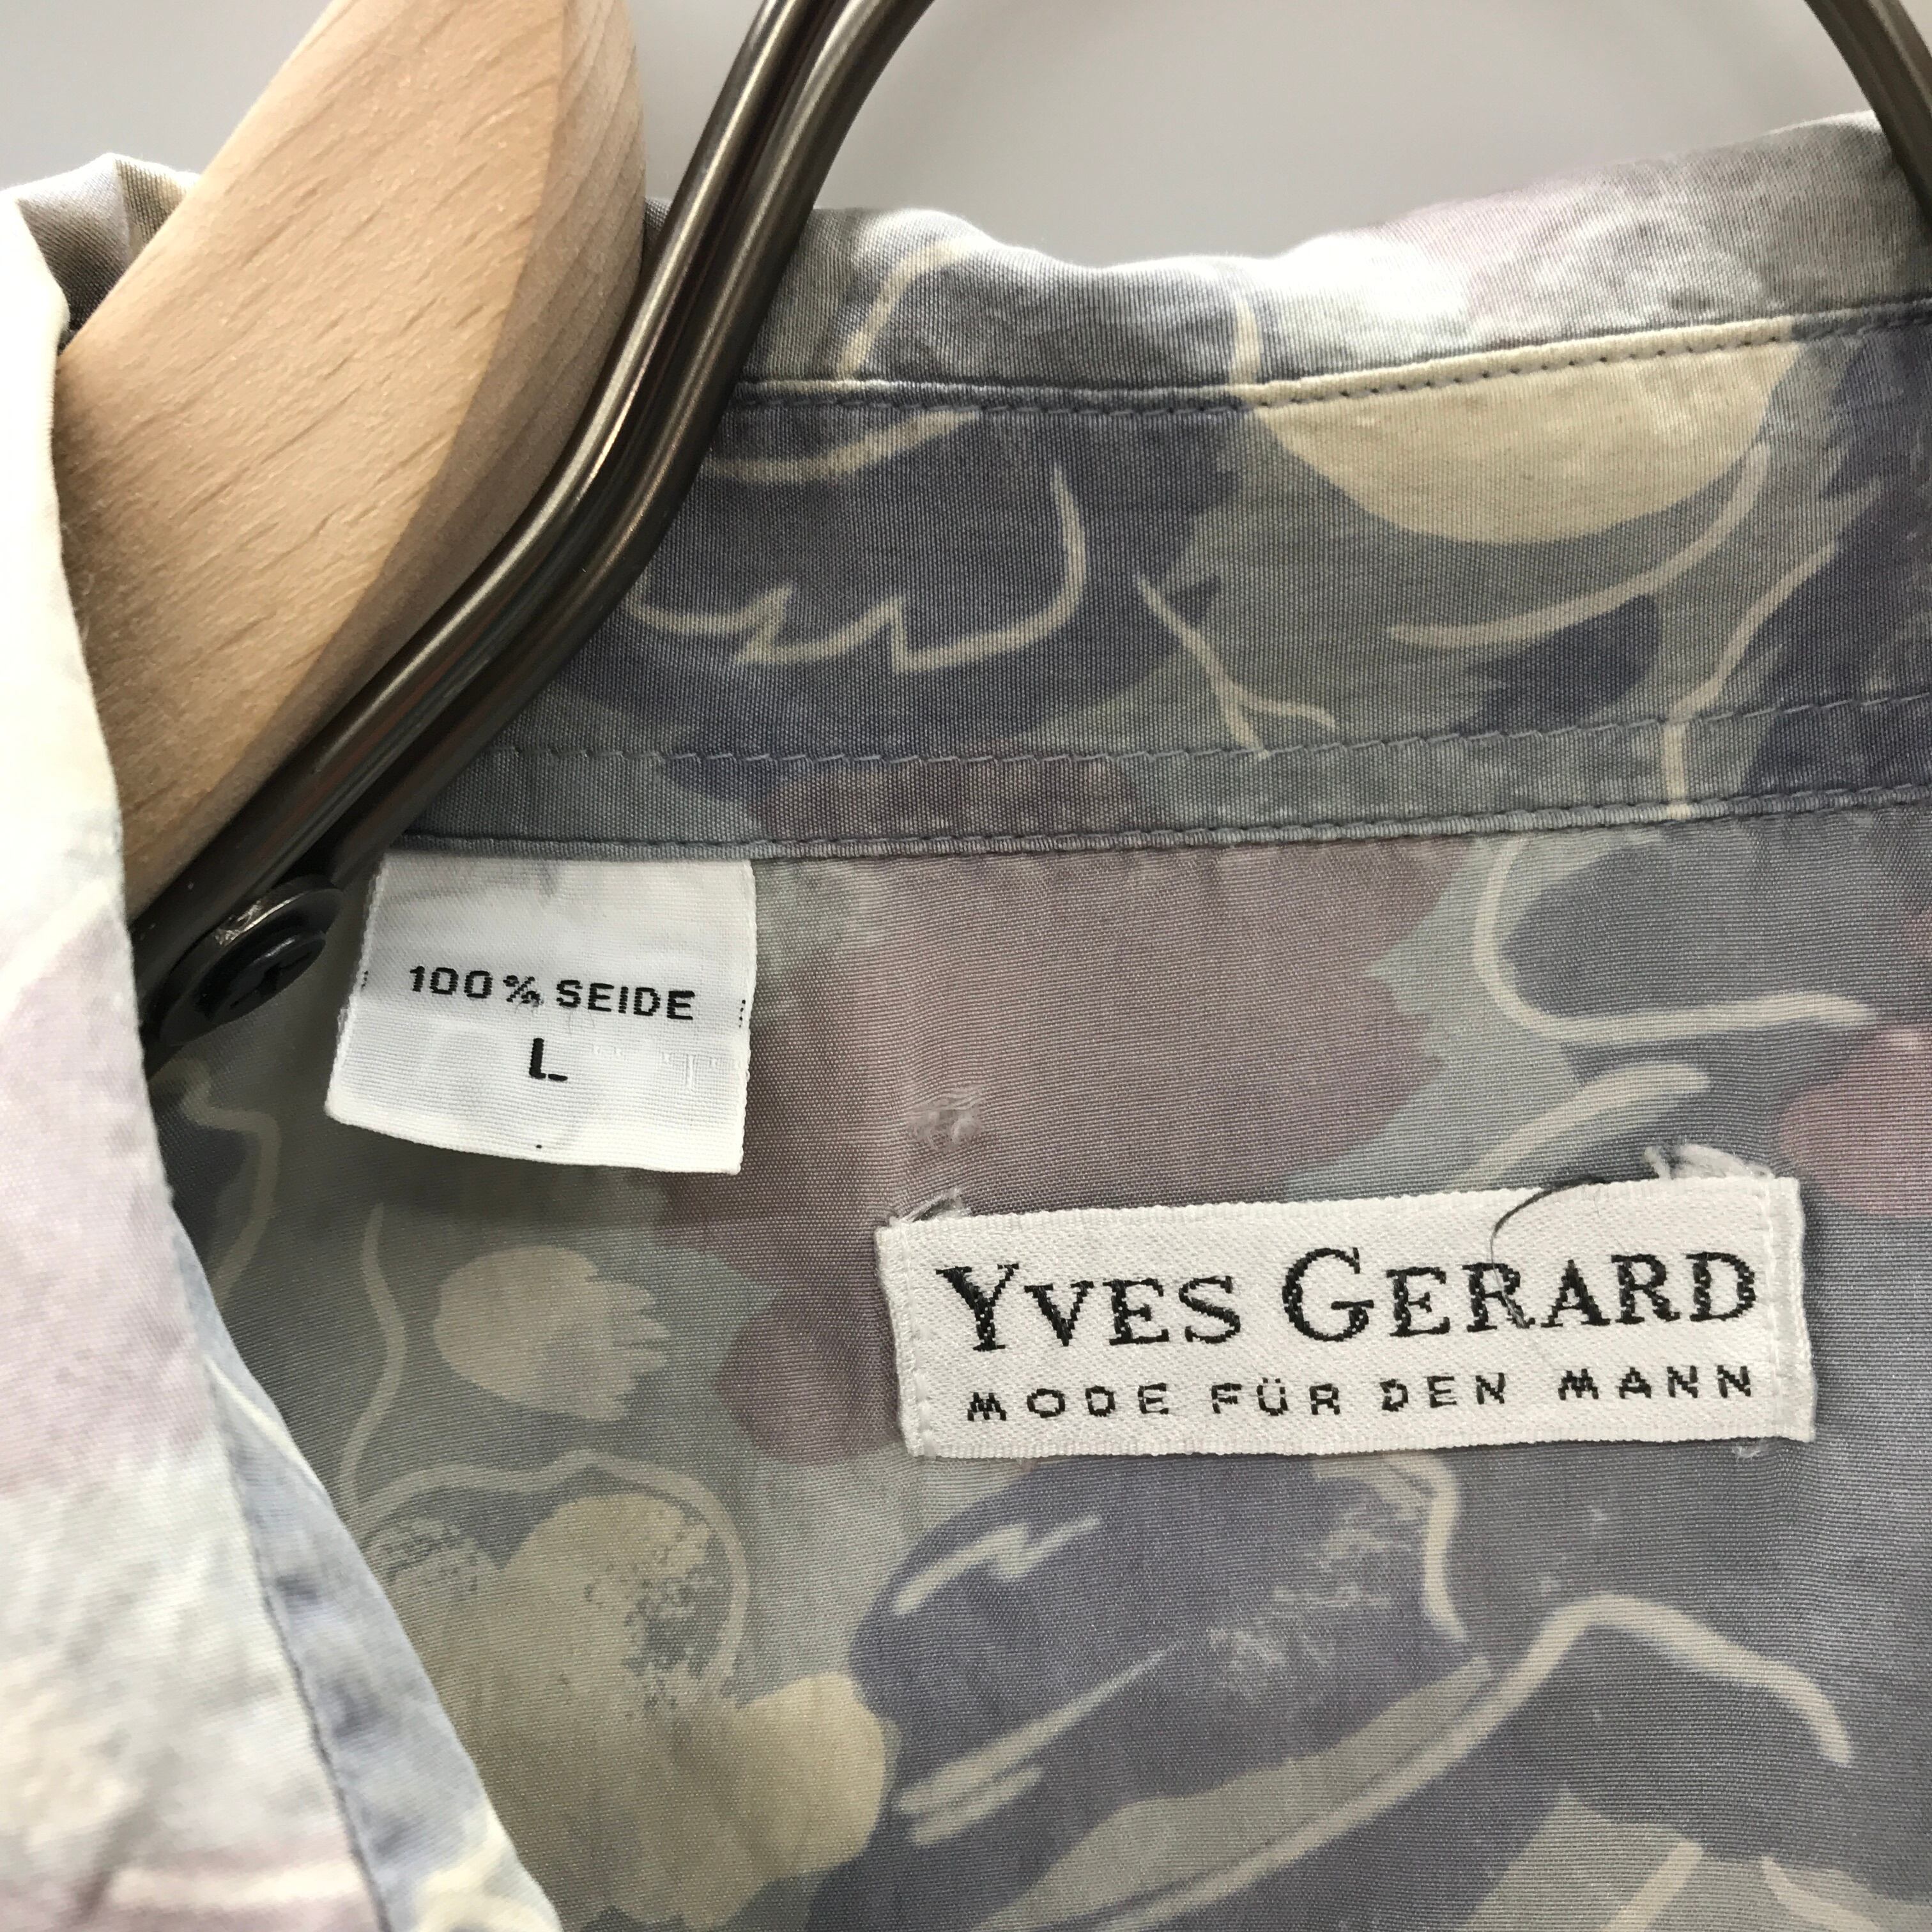 100% SEIDE
L
YVES GERARD
MODE FÜR DEN MANN